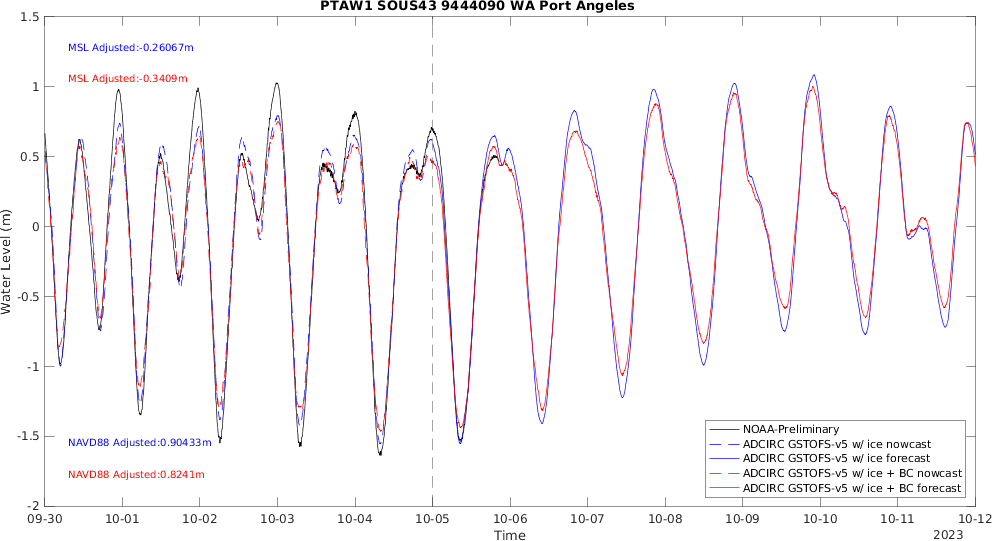 PTAW1 SOUS43 9444090 WA Port Angeles
1.5
1
0.5
0
-0.5
-1
-1.5
-2
Water Level (m)
MSL Adjusted:-0.26067m
MSL Adjusted:-0.3409m
NAVD88 Adjusted:0.90433m
NAVD88 Adjusted:0.8241m
NOAA-Preliminary
ADCIRC GSTOFS-v5 w/ ice nowcast
ADCIRC GSTOFS-v5 w/ ice forecast
ADCIRC GSTOFS-v5 w/ ice + BC nowcast
ADCIRC GSTOFS-v5 w/ ice + BC forecast
09-30 10-01 10-02 10-03 10-04 10-05 10-06 10-07 10-08 10-09 10-10 10-11 10-12
Time
2023